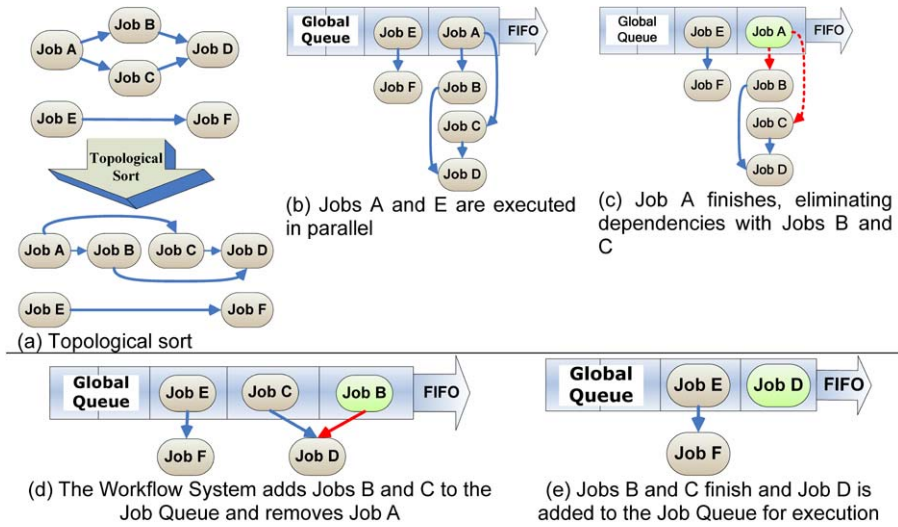 Job A
Job B
Job C
Job D
Job E
Job F
Topological
Sort
Job A
Job B
Job C
Job D
Job E
Job F
(a) Topological sort
Global
Queue
Job E
Job A
FIFO
Job F
Job B
Job C
Job D
(b) Jobs A and E are executed
in parallel
Global
Queue
Job E
Job A
FIFO
Job F
Job B
Job C
Job D
(c) Job A finishes, eliminating
dependencies with Jobs B and
C
Global
Queue
Job E
Job C
Job B
FIFO
Job F
Job D
(d) The Workflow System adds Jobs B and C to the
Job Queue and removes Job A
Global
Queue
Job E
Job D
FIFO
Job F
(e) Jobs B and C finish and Job D is
added to the Job Queue for execution